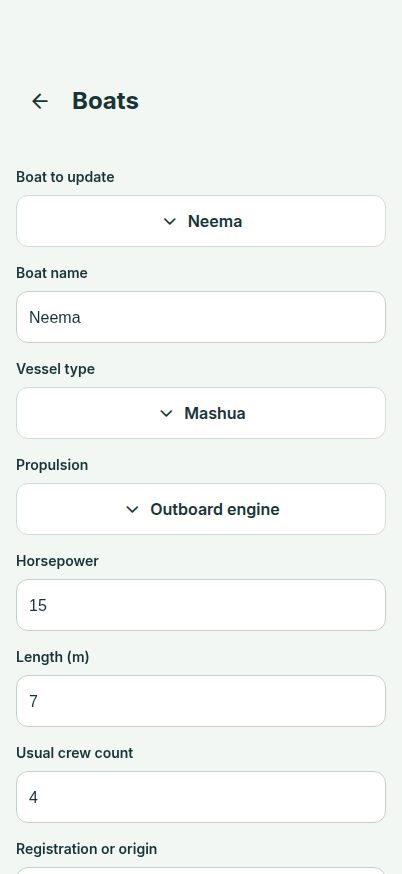 Boats
Boat to update
Neema
Boat name
Neema
Vessel type
Mashua
Propulsion
Outboard engine
Horsepower
15
Length (m)
7
Usual crew count
4
Registration or origin